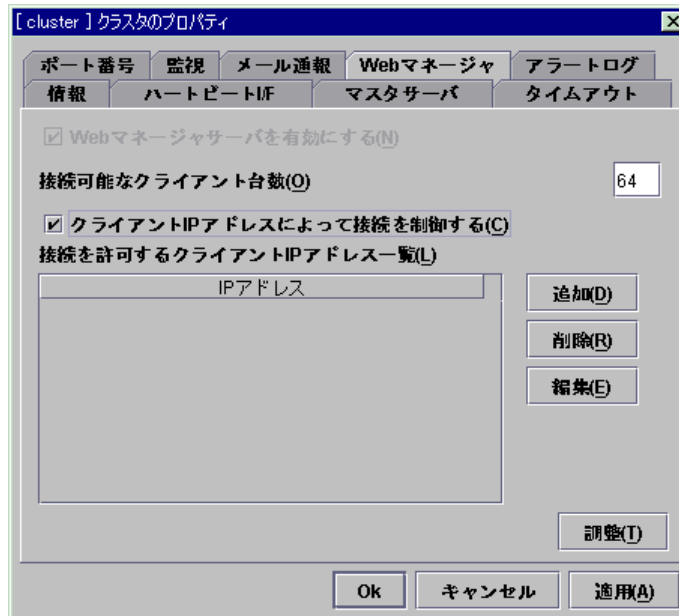 [ cluster ] クラスタのプロパティ
ポート番号 監視 メール通報 Webマネージャ アラートログ
情報 ハートビートI/F マスタサーバ タイムアウト
Webマネージャサーバを有効にする(N)
接続可能なクライアント台数(O) 64
クライアントIPアドレスによって接続を制御する(C)
接続を許可するクライアントIPアドレス一覧(L)
IPアドレス
追加(D)
削除(R)
編集(E)
調整(T)
Ok キャンセル 適用(A)